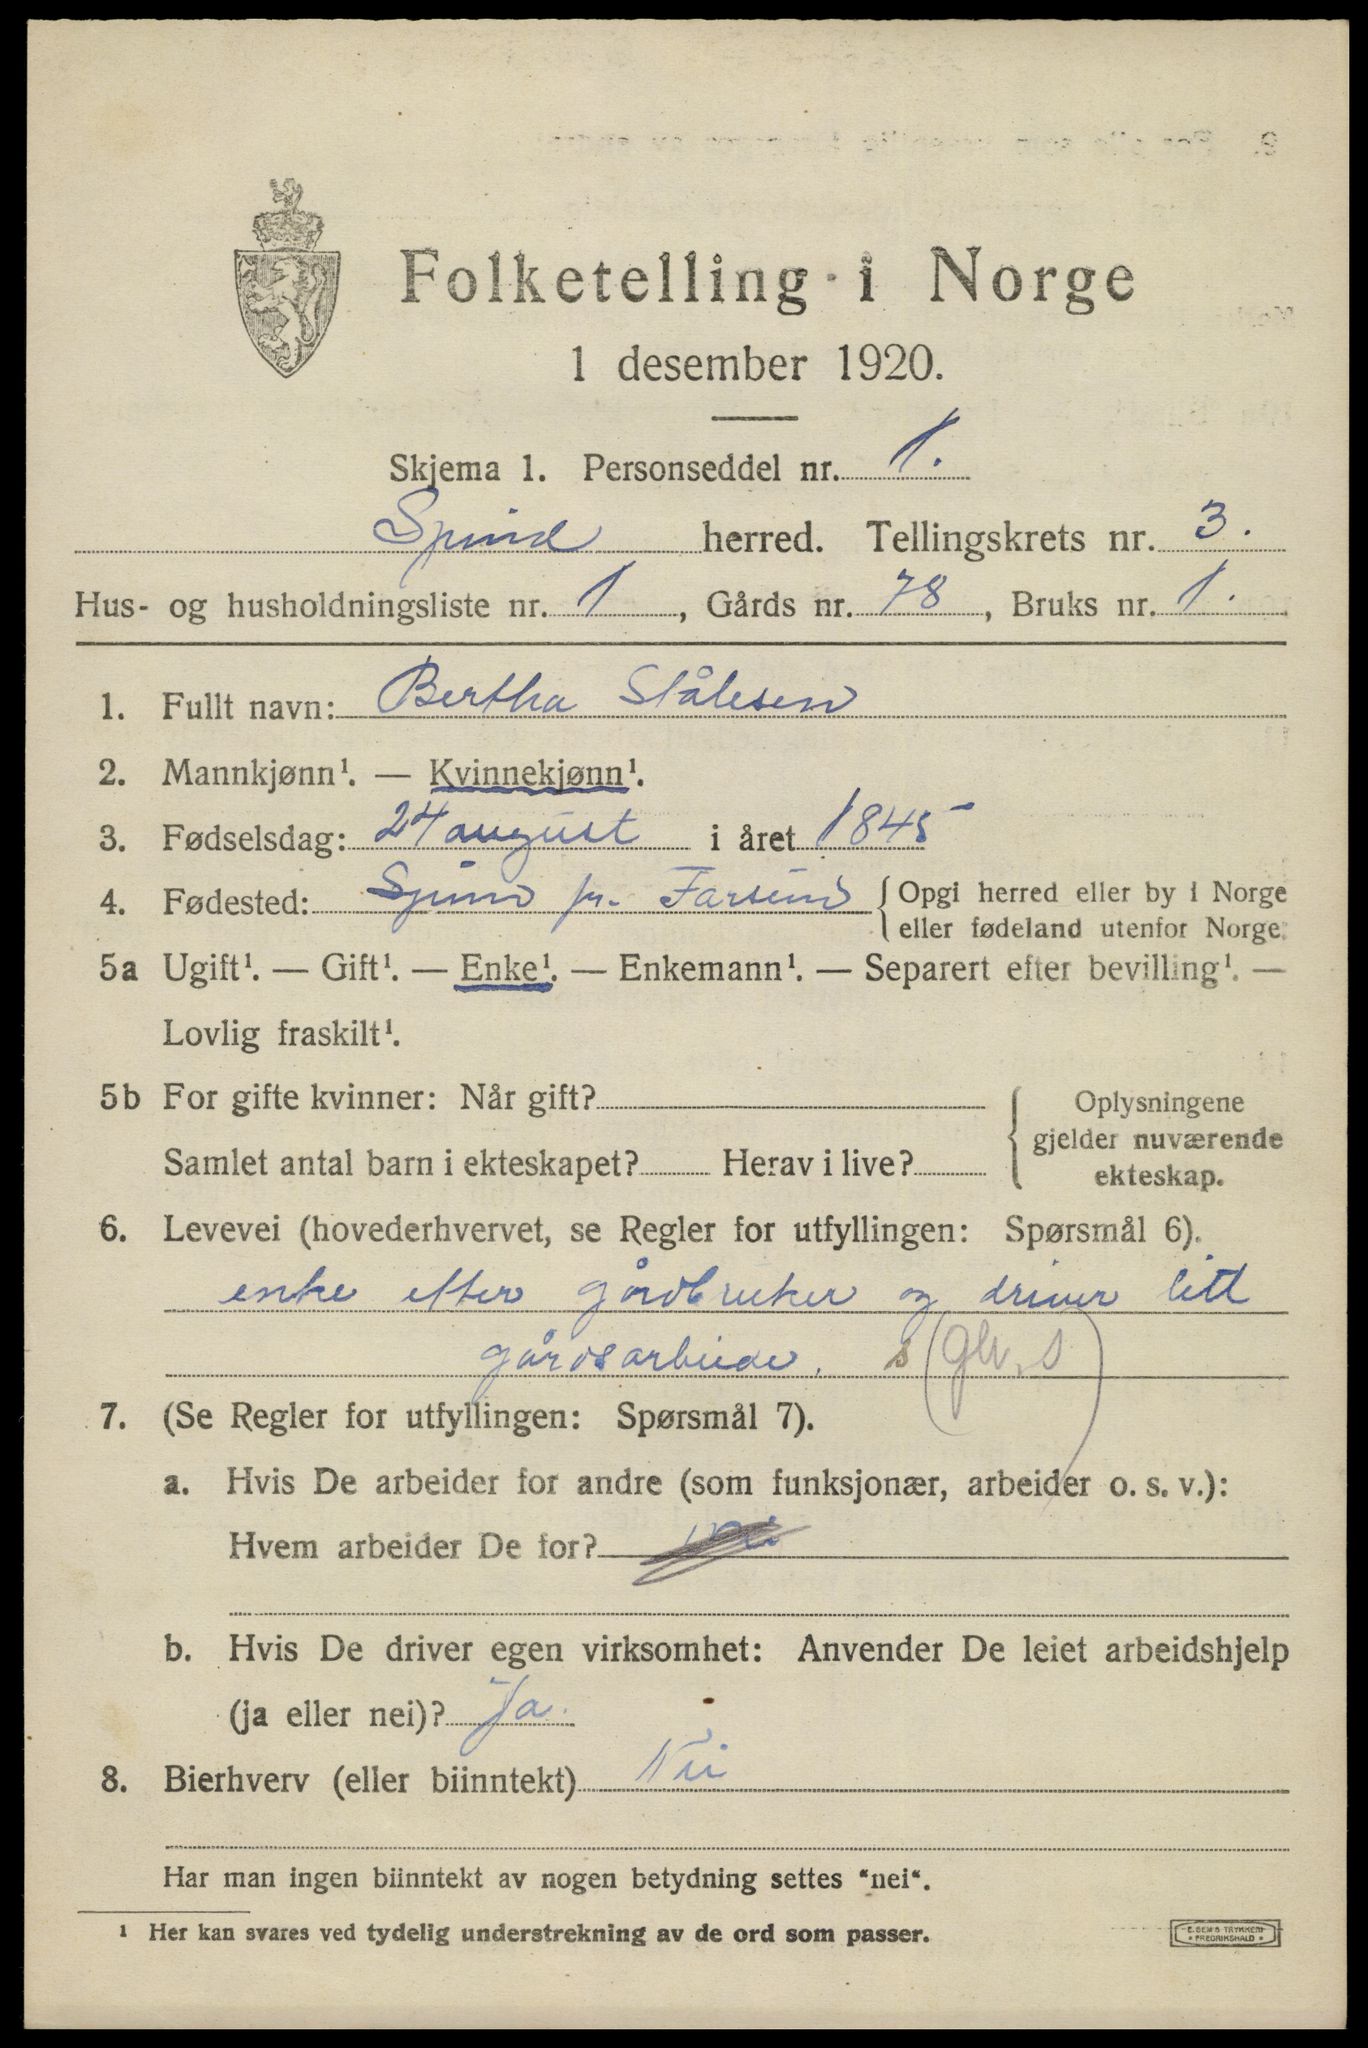 Folketelling i Norge
1 desember 1920.
Skjema 1. Personseddel nr. 1.
Spind herred. Tellingskrets nr. 3.
Hus- og husholdningsliste nr. 1, Gårds nr. 78, Bruks nr. 1.
1. Fullt navn: Bertha Stålesen
2. Mannkjønn¹. — Kvinnekjønn¹.
3. Fødselsdag: 24 august i året 1845
4. Fødested: Spind pr. Farsund { Opgi herred eller by i Norge
eller fødeland utenfor Norge.
5a Ugift¹. — Gift¹. — Enke¹. — Enkemann¹. — Separert efter bevilling¹. —
Lovlig fraskilt¹.
5b For gifte kvinner: Når gift? { Oplysningene
gjelder nuværende
Samlet antal barn i ekteskapet? Herav i live?
ekteskap.
6. Levevei (hovederhvervet, se Regler for utfyllingen: Spørsmål 6).
enke efter gårdbruker og driver litt
gårdsarbeide. s (gbr. s)
7. (Se Regler for utfyllingen: Spørsmål 7).
a. Hvis De arbeider for andre (som funksjonær, arbeider o. s. v.):
Hvem arbeider De for?
b. Hvis De driver egen virksomhet: Anvender De leiet arbeidshjelp
(ja eller nei)? Ja.
8. Bierhverv (eller biinntekt) Nei
Har man ingen biinntekt av nogen betydning settes "nei".
¹ Her kan svares ved tydelig understrekning av de ord som passer.
E. SEM'S TRYKKERI
* FREDRIKSHALD *